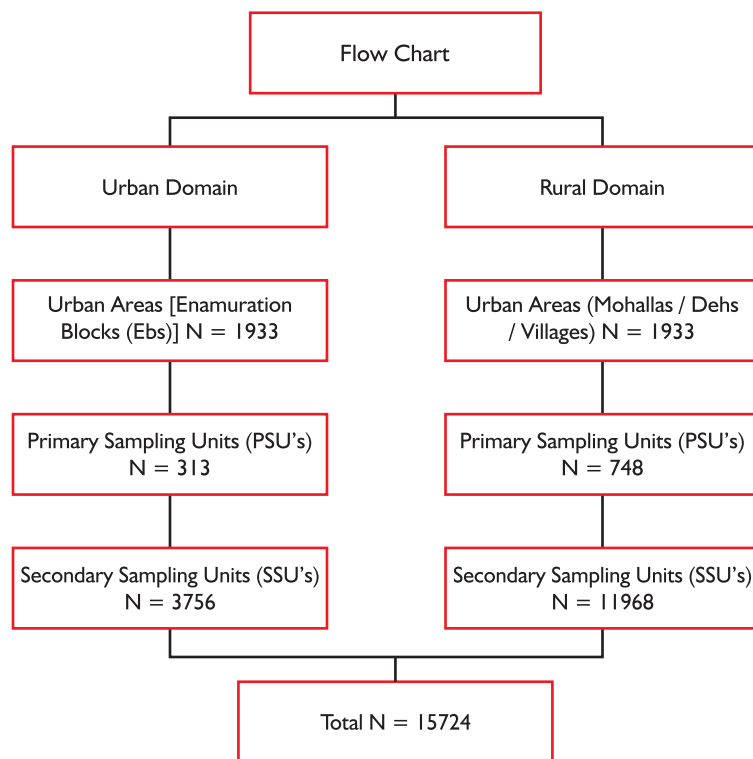 Flow Chart
Urban Domain
Rural Domain
Urban Areas [Enamuration
Blocks (Ebs)] N = 1933
Urban Areas (Mohallas / Dehs
/ Villages) N = 1933
Primary Sampling Units (PSU's)
N = 313
Primary Sampling Units (PSU's)
N = 748
Secondary Sampling Units (SSU's)
N = 3756
Secondary Sampling Units (SSU's)
N = 11968
Total N = 15724